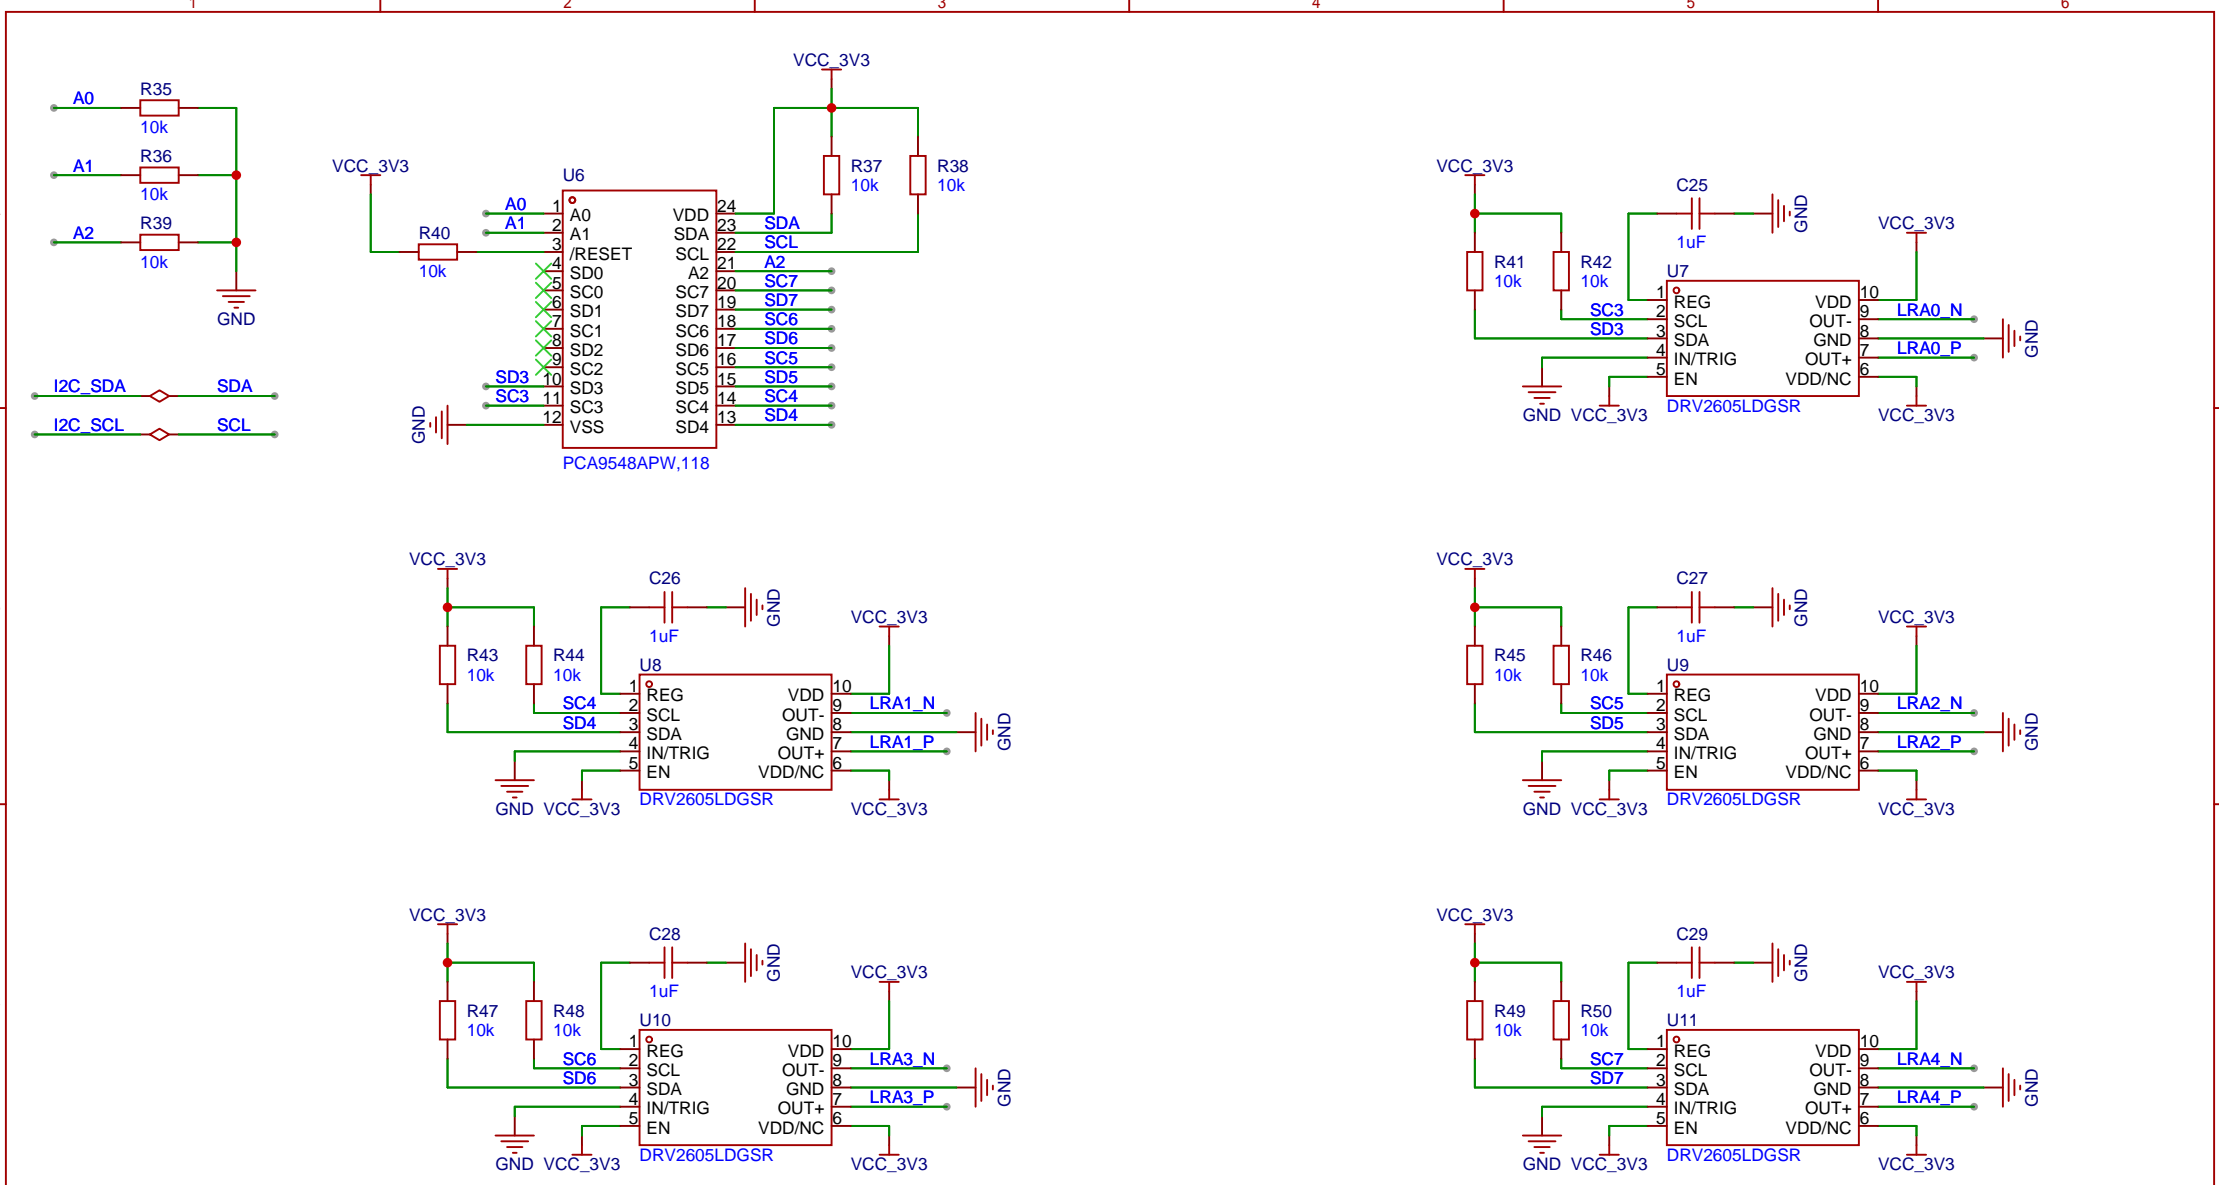 1 2 3 4 5 6
A0 R35 10k
A1 R36 10k
A2 R39 10k
GND
I2C_SDA SDA
I2C_SCL SCL
VCC_3V3
R40
10k
VCC_3V3
R37
10k
R38
10k
U6
A0 1 A0 VDD 24
A1 2 A1 SDA 23 SDA
3 /RESET SCL 22 SCL
4 SD0 A2 21 A2
5 SC0 SC7 20 SC7
6 SD1 SD7 19 SD7
7 SC1 SC6 18 SC6
8 SD2 SD6 17 SD6
9 SC2 SC5 16 SC5
SD3 10 SD3 SD5 15 SD5
SC3 11 SC3 SC4 14 SC4
GND 12 VSS SD4 13 SD4
PCA9548APW,118
VCC_3V3
R41
10k
R42
10k
C25
1uF
GND
VCC_3V3
U7
1 REG VDD 10
SC3 2 SCL OUT- 9 LRA0_N
SD3 3 SDA GND 8 GND
4 IN/TRIG OUT+ 7 LRA0_P
5 EN VDD/NC 6
GND VCC_3V3 DRV2605LDGSR VCC_3V3
VCC_3V3
R43
10k
R44
10k
C26
1uF
GND
VCC_3V3
U8
1 REG VDD 10
SC4 2 SCL OUT- 9 LRA1_N
SD4 3 SDA GND 8 GND
4 IN/TRIG OUT+ 7 LRA1_P
5 EN VDD/NC 6
GND VCC_3V3 DRV2605LDGSR VCC_3V3
VCC_3V3
R45
10k
R46
10k
C27
1uF
GND
VCC_3V3
U9
1 REG VDD 10
SC5 2 SCL OUT- 9 LRA2_N
SD5 3 SDA GND 8 GND
4 IN/TRIG OUT+ 7 LRA2_P
5 EN VDD/NC 6
GND VCC_3V3 DRV2605LDGSR VCC_3V3
VCC_3V3
R47
10k
R48
10k
C28
1uF
GND
VCC_3V3
U10
1 REG VDD 10
SC6 2 SCL OUT- 9 LRA3_N
SD6 3 SDA GND 8 GND
4 IN/TRIG OUT+ 7 LRA3_P
5 EN VDD/NC 6
GND VCC_3V3 DRV2605LDGSR VCC_3V3
VCC_3V3
R49
10k
R50
10k
C29
1uF
GND
VCC_3V3
U11
1 REG VDD 10
SC7 2 SCL OUT- 9 LRA4_N
SD7 3 SDA GND 8 GND
4 IN/TRIG OUT+ 7 LRA4_P
5 EN VDD/NC 6
GND VCC_3V3 DRV2605LDGSR VCC_3V3